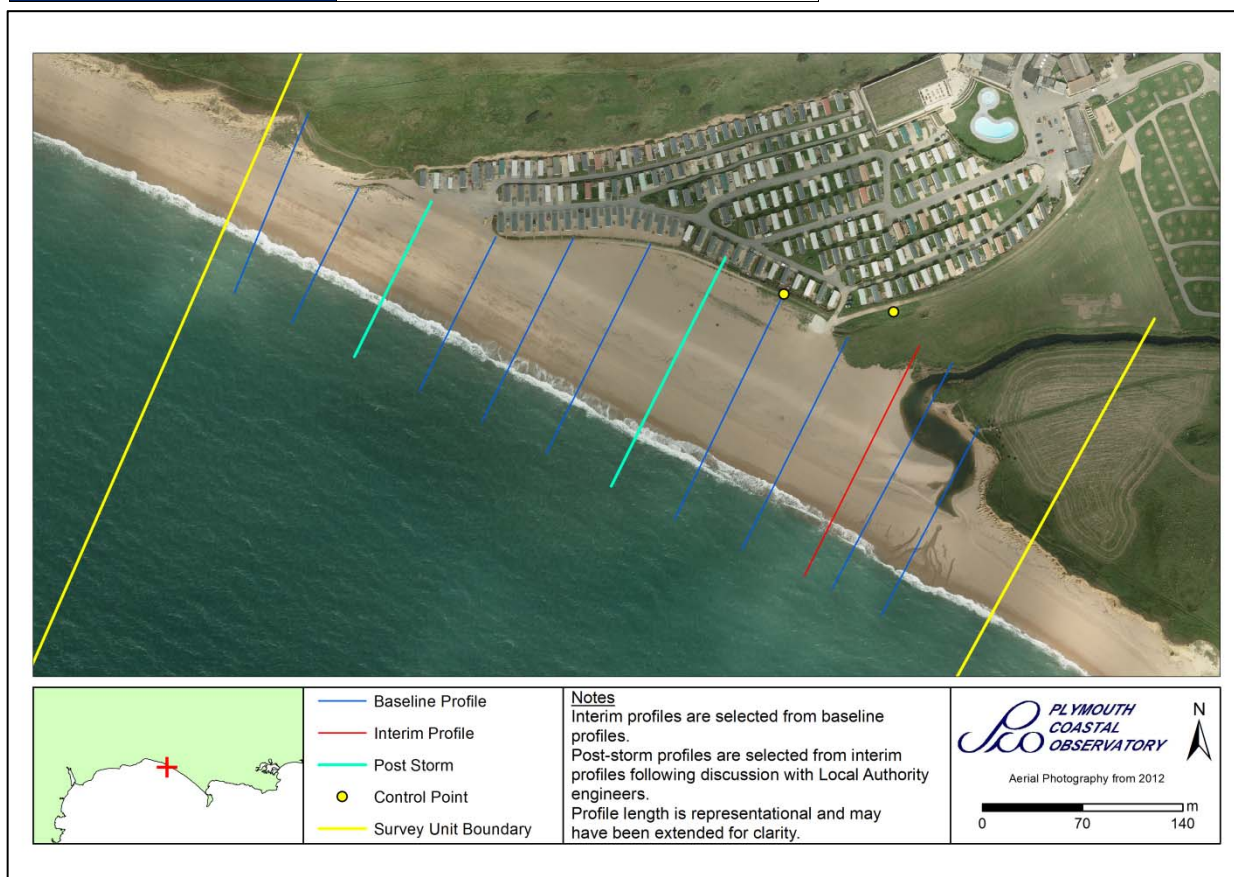 Baseline Profile
Interim Profile
Post Storm
Control Point
Survey Unit Boundary
Notes
Interim profiles are selected from baseline
profiles.
Post-storm profiles are selected from interim
profiles following discussion with Local Authority
engineers.
Profile length is representational and may
have been extended for clarity.
PCO
PLYMOUTH
COASTAL
OBSERVATORY
N
Aerial Photography from 2012
m
0 70 140